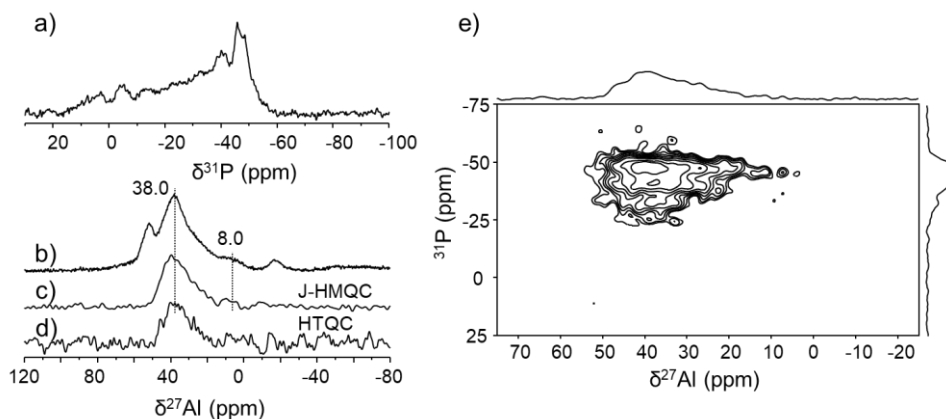 a)
20 0 -20 -40 -60 -80 -100
δ³¹P (ppm)
38.0
8.0
b)
c)
J-HMQC
d)
HTQC
120 80 40 0 -40 -80
δ²⁷Al (ppm)
e)
-75
-50
-25
0
25
³¹P (ppm)
70 60 50 40 30 20 10 0 -10 -20
δ²⁷Al (ppm)